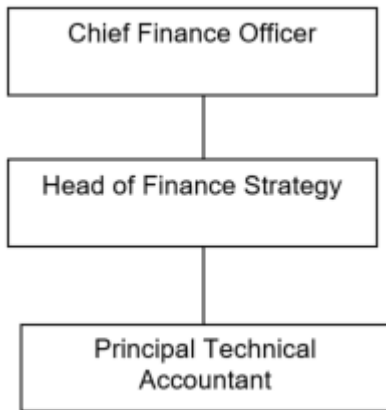 Chief Finance Officer
Head of Finance Strategy
Principal Technical
Accountant